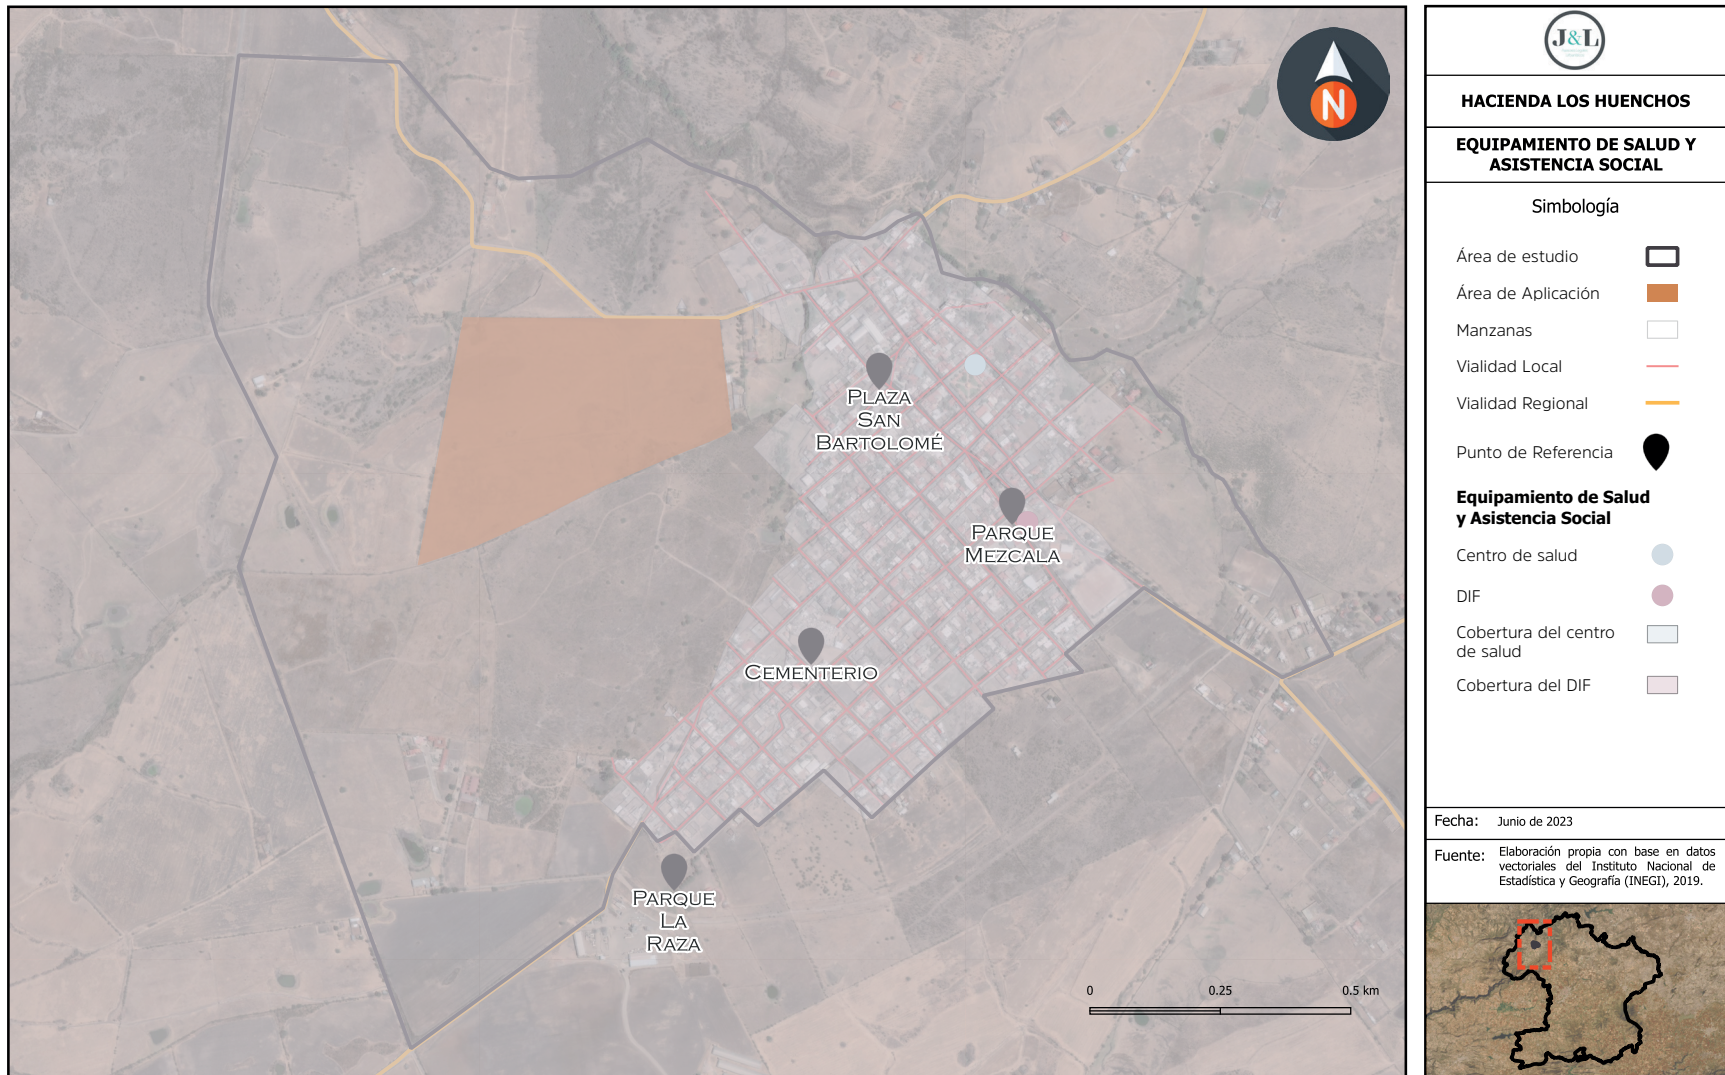 N
PLAZA
SAN
BARTOLOMÉ
PARQUE
MEZCALA
CEMENTERIO
PARQUE
LA
RAZA
0 0.25 0.5 km
J&L
HACIENDA LOS HUENCHOS
EQUIPAMIENTO DE SALUD Y
ASISTENCIA SOCIAL
Simbología
Área de estudio
Área de Aplicación
Manzanas
Vialidad Local
Vialidad Regional
Punto de Referencia
Equipamiento de Salud
y Asistencia Social
Centro de salud
DIF
Cobertura del centro
de salud
Cobertura del DIF
Fecha: Junio de 2023
Fuente: Elaboración propia con base en datos
vectoriales del Instituto Nacional de
Estadística y Geografía (INEGI), 2019.